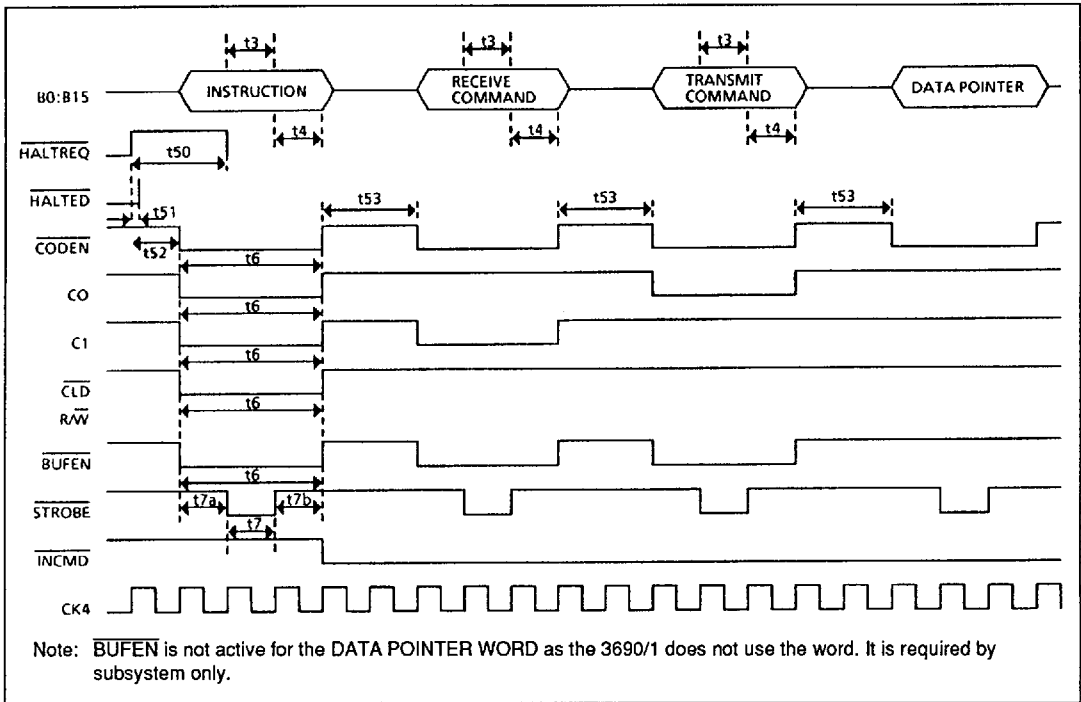 t3 t3 t3
B0:B15 INSTRUCTION RECEIVE COMMAND TRANSMIT COMMAND DATA POINTER
t4 t4 t4
HALTREQ t50
HALTED
t51 t53 t53 t53
CODEN t52
t6
CO
t6
C1
t6
CLD
t6
R/W
BUFEN
t6
t7a t7b
STROBE
t7
INCMD
CK4
Note: BUFEN is not active for the DATA POINTER WORD as the 3690/1 does not use the word. It is required by
subsystem only.